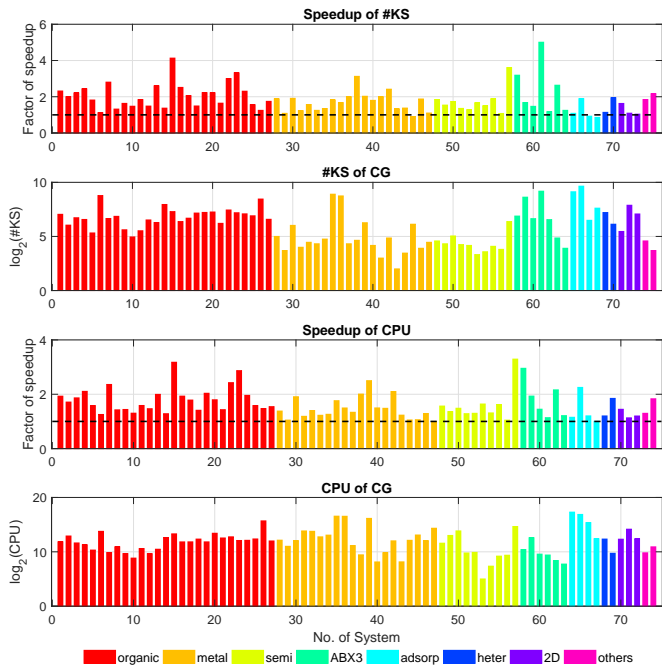 Speedup of #KS
Factor of speedup
6
4
2
0
0 10 20 30 40 50 60 70
#KS of CG
log2(#KS)
10
5
0
0 10 20 30 40 50 60 70
Speedup of CPU
Factor of speedup
4
2
0
0 10 20 30 40 50 60 70
CPU of CG
log2(CPU)
20
10
0
0 10 20 30 40 50 60 70
No. of System
organic metal semi ABX3 adsorp heter 2D others